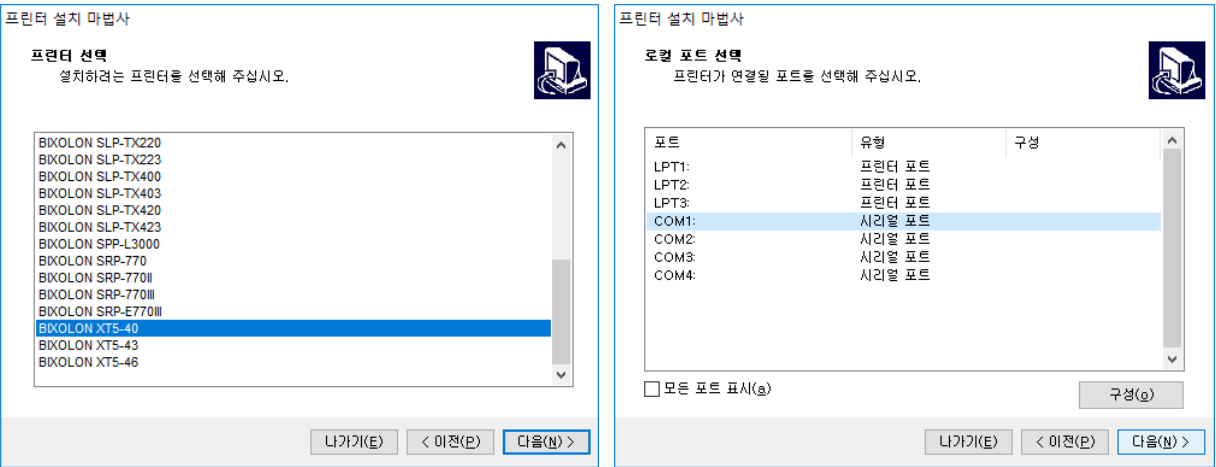 프린터 설치 마법사
프린터 선택
설치하려는 프린터를 선택해 주십시오.
BIXOLON SLP-TX220
BIXOLON SLP-TX223
BIXOLON SLP-TX400
BIXOLON SLP-TX403
BIXOLON SLP-TX420
BIXOLON SLP-TX423
BIXOLON SPP-L3000
BIXOLON SRP-770
BIXOLON SRP-770II
BIXOLON SRP-770III
BIXOLON SRP-E770III
BIXOLON XT5-40
BIXOLON XT5-43
BIXOLON XT5-46
나가기(E) < 이전(P) 다음(N) >
프린터 설치 마법사
로컬 포트 선택
프린터가 연결될 포트를 선택해 주십시오.
포트 유형 구성
LPT1: 프린터 포트
LPT2: 프린터 포트
LPT3: 프린터 포트
COM1: 시리얼 포트
COM2: 시리얼 포트
COM3: 시리얼 포트
COM4: 시리얼 포트
모든 포트 표시(a)
구성(o)
나가기(E) < 이전(P) 다음(N) >